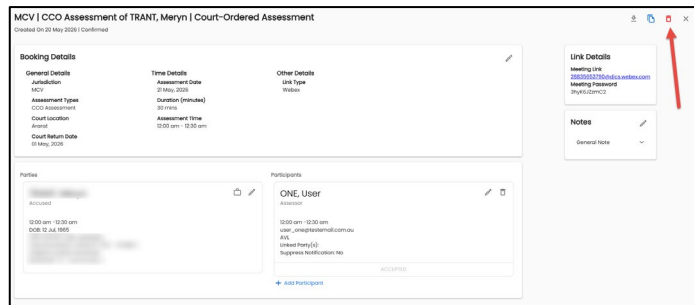 MCV | CCO Assessment of TRANT, Meryn | Court-Ordered Assessment
Created On 20 May 2026 | Confirmed
Booking Details
General Details
Jurisdiction
MCV
Assessment Types
CCO Assessment
Court Location
Ararat
Court Return Date
01 May, 2026
Time Details
Assessment Date
21 May, 2026
Duration (minutes)
30 mins
Assessment Time
12:00 am - 12:30 am
Other Details
Link Type
Webex
Link Details
Meeting Link
Meeting Password
Notes
General Note
Parties
Accused
12:00 am -12:30 am
DOB: 12 Jul, 1965
Participants
ONE, User
Assessor
12:00 am -12:30 am
user_one@testemail.com.au
AVL
Linked Party(s):
Suppress Notification: No
ACCEPTED
+ Add Participant